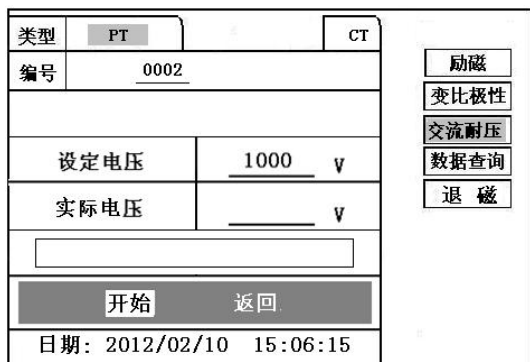 类型 PT CT
编号 0002
设定电压 1000 V
实际电压 V
开始 返回
日期: 2012/02/10 15:06:15
励磁
变比极性
交流耐压
数据查询
退 磁